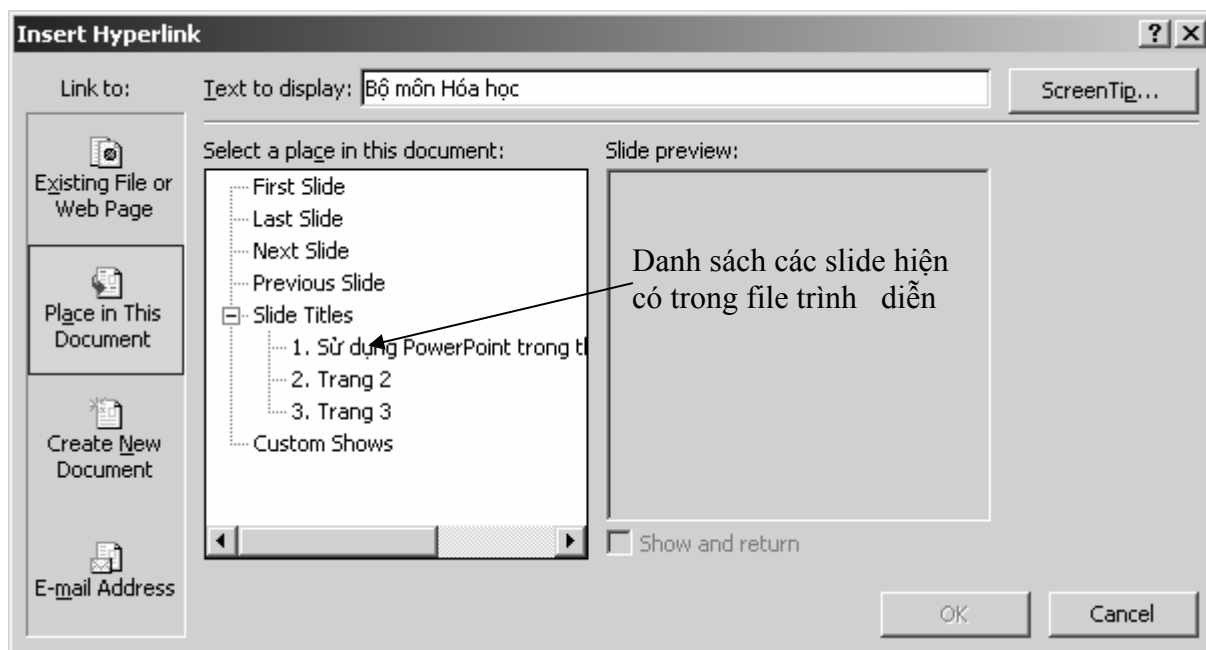 Insert Hyperlink
Link to:
Text to display: Bộ môn Hóa học
ScreenTip...
Existing File or
Web Page
Place in This
Document
Create New
Document
E-mail Address
Select a place in this document:
First Slide
Last Slide
Next Slide
Previous Slide
Slide Titles
1. Sử dụng PowerPoint trong
2. Trang 2
3. Trang 3
Custom Shows
Slide preview:
Danh sách các slide hiện
có trong file trình diễn
Show and return
OK
Cancel